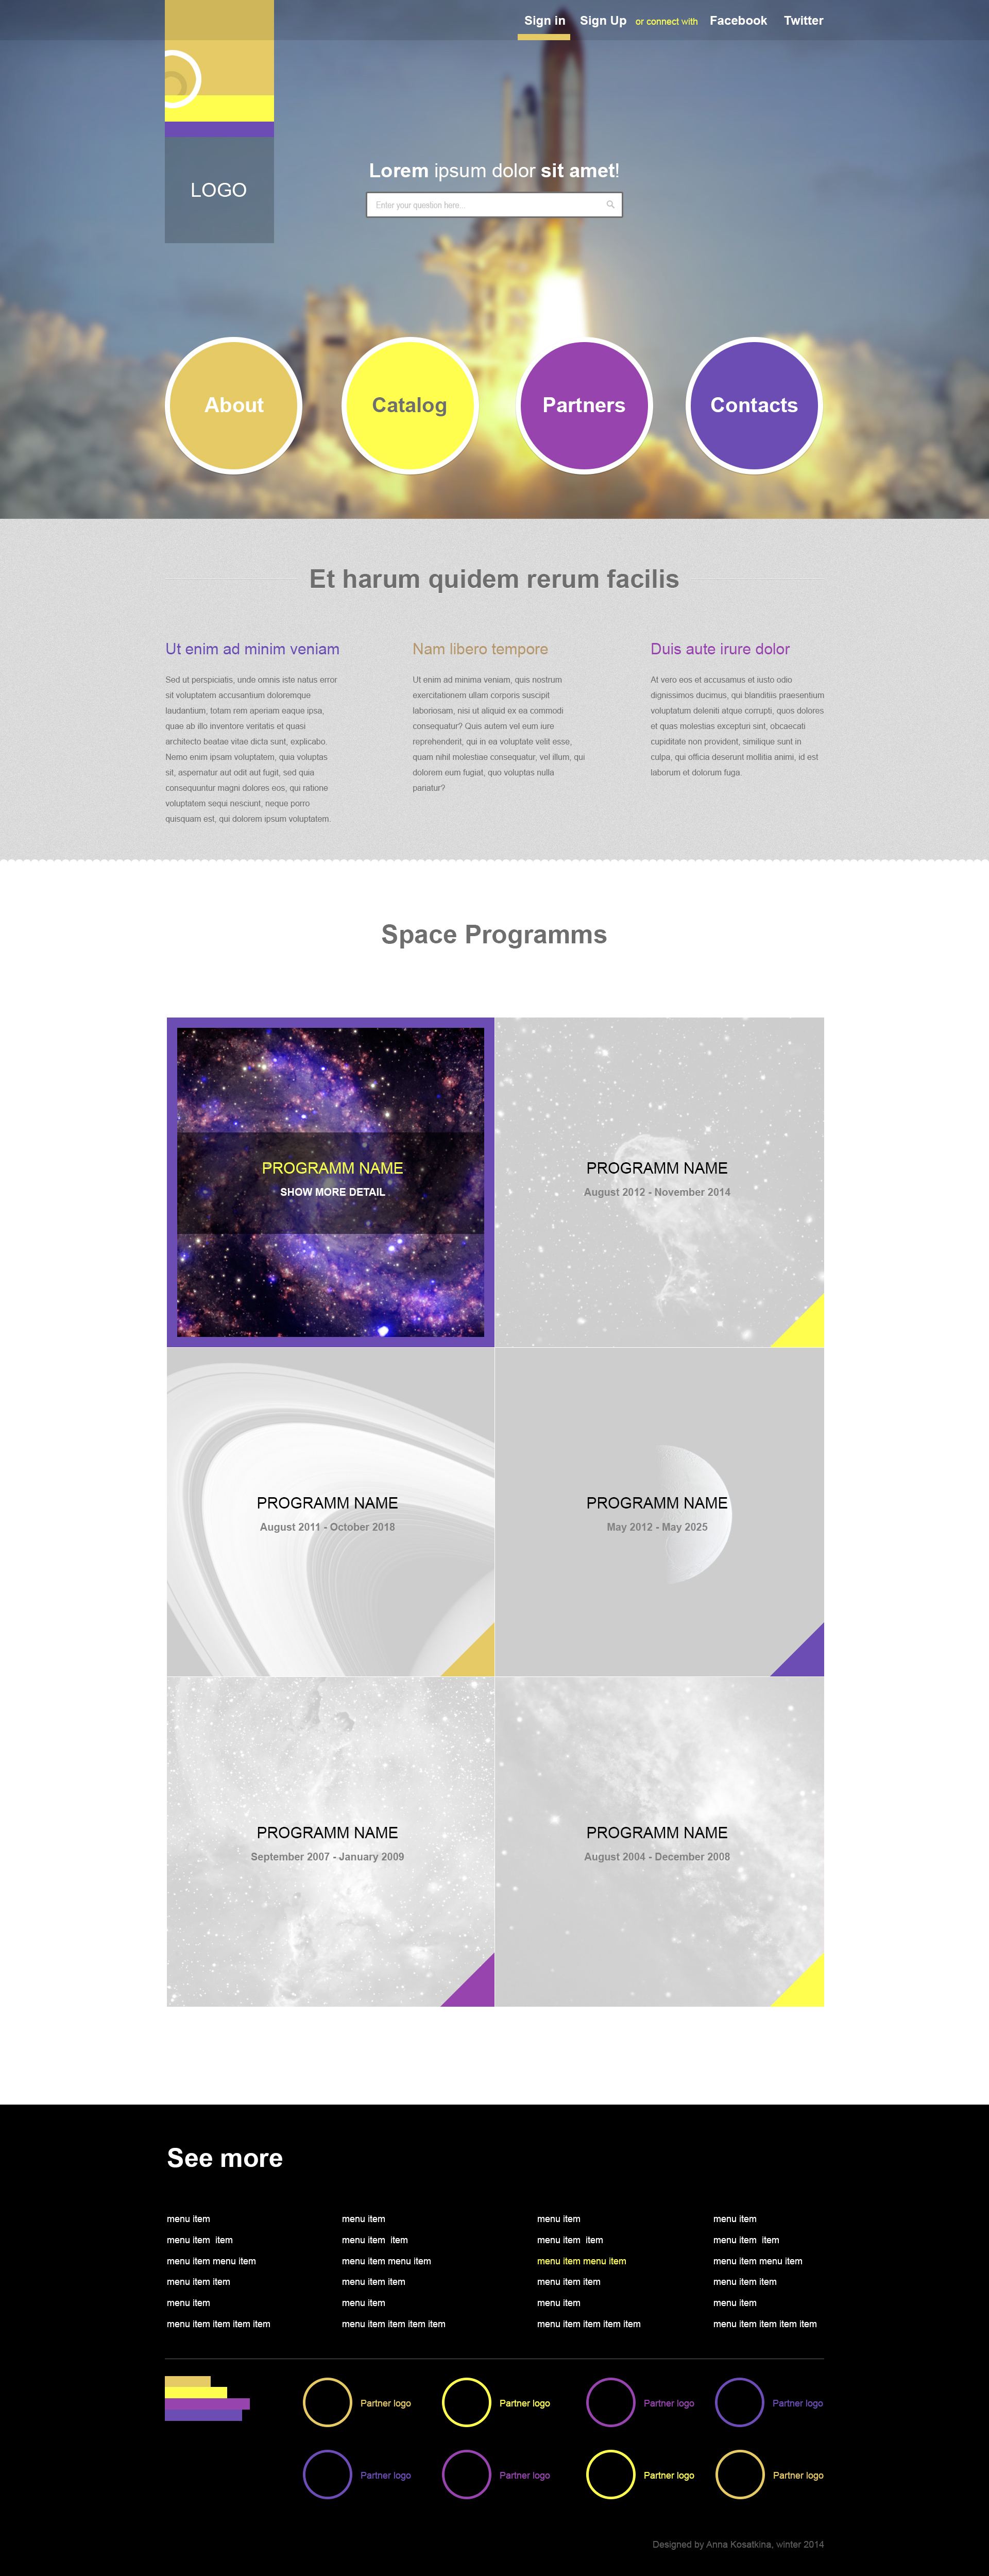 Sign in Sign Up or connect with Facebook Twitter
LOGO
Lorem ipsum dolor sit amet!
Enter your question here...
About Catalog Partners Contacts
Et harum quidem rerum facilis
Ut enim ad minim veniam
Sed ut perspiciatis, unde omnis iste natus error
sit voluptatem accusantium doloremque
laudantium, totam rem aperiam eaque ipsa,
quae ab illo inventore veritatis et quasi
architecto beatae vitae dicta sunt, explicabo.
Nemo enim ipsam voluptatem, quia voluptas
sit, aspernatur aut odit aut fugit, sed quia
consequuntur magni dolores eos, qui ratione
voluptatem sequi nesciunt, neque porro
quisquam est, qui dolorem ipsum voluptatem.
Nam libero tempore
Ut enim ad minima veniam, quis nostrum
exercitationem ullam corporis suscipit
laboriosam, nisi ut aliquid ex ea commodi
consequatur? Quis autem vel eum iure
reprehenderit, qui in ea voluptate velit esse,
quam nihil molestiae consequatur, vel illum, qui
dolorem eum fugiat, quo voluptas nulla
pariatur?
Duis aute irure dolor
At vero eos et accusamus et iusto odio
dignissimos ducimus, qui blanditiis praesentium
voluptatum deleniti atque corrupti, quos dolores
et quas molestias excepturi sint, obcaecati
cupiditate non provident, similique sunt in
culpa, qui officia deserunt mollitia animi, id est
laborum et dolorum fuga.
Space Programms
PROGRAMM NAME
SHOW MORE DETAIL
PROGRAMM NAME
August 2012 - November 2014
PROGRAMM NAME
August 2011 - October 2018
PROGRAMM NAME
May 2012 - May 2025
PROGRAMM NAME
September 2007 - January 2009
PROGRAMM NAME
August 2004 - December 2008
See more
menu item
menu item item
menu item menu item
menu item item
menu item
menu item item item item
menu item
menu item item
menu item menu item
menu item item
menu item
menu item item item item
menu item
menu item item
menu item menu item
menu item item
menu item
menu item item item item
menu item
menu item item
menu item menu item
menu item item
menu item
menu item item item item
Partner logo Partner logo Partner logo Partner logo
Partner logo Partner logo Partner logo Partner logo
Designed by Anna Kosatkina, winter 2014